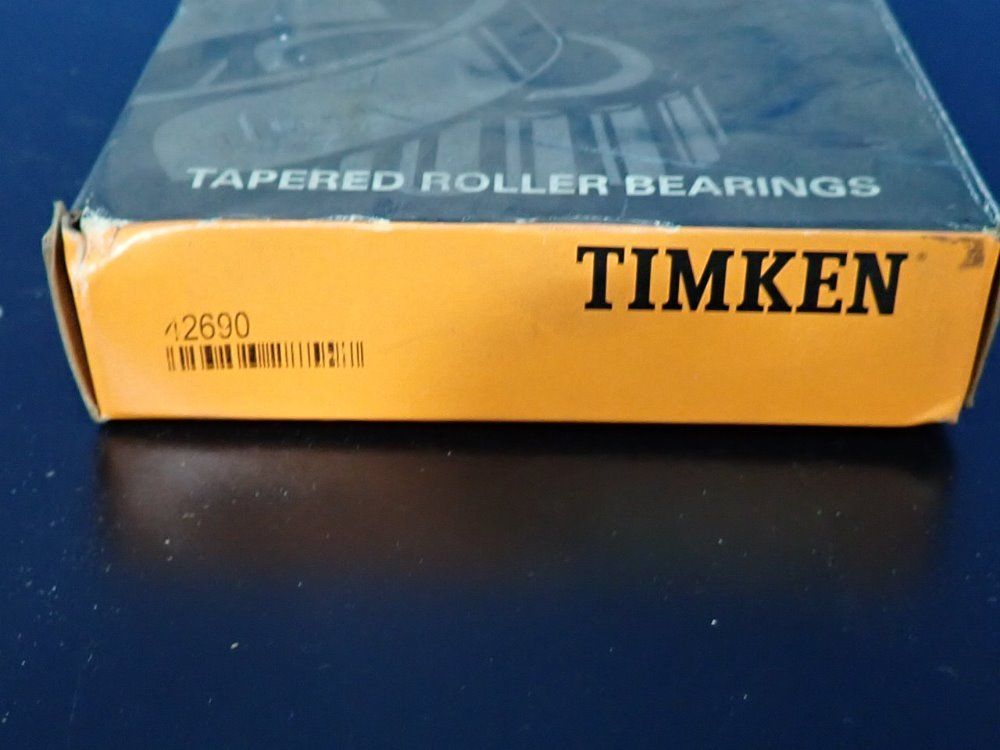 TAPERED ROLLER BEARINGS
TIMKEN
42690